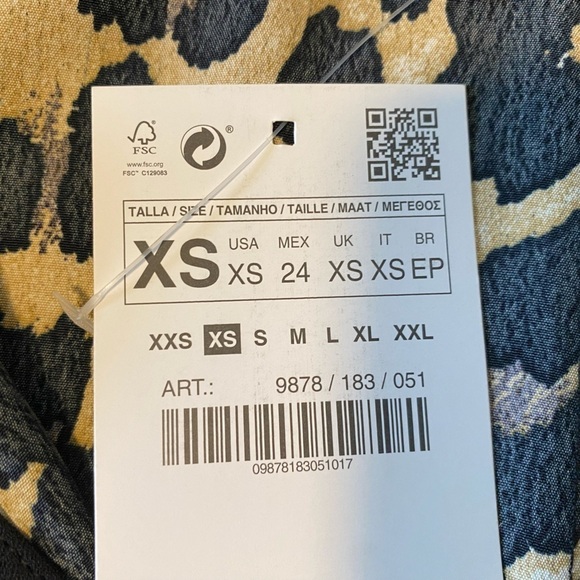 FSC
www.fsc.org
FSC™ C129083
®
TALLA / SIZE / TAMANHO / TAILLE / MAAT / ΜΕΓΕΘΟΣ
XS
USA MEX UK IT BR
XS 24 XS XS EP
XXS XS S M L XL XXL
ART.: 9878 / 183 / 051
09878183051017